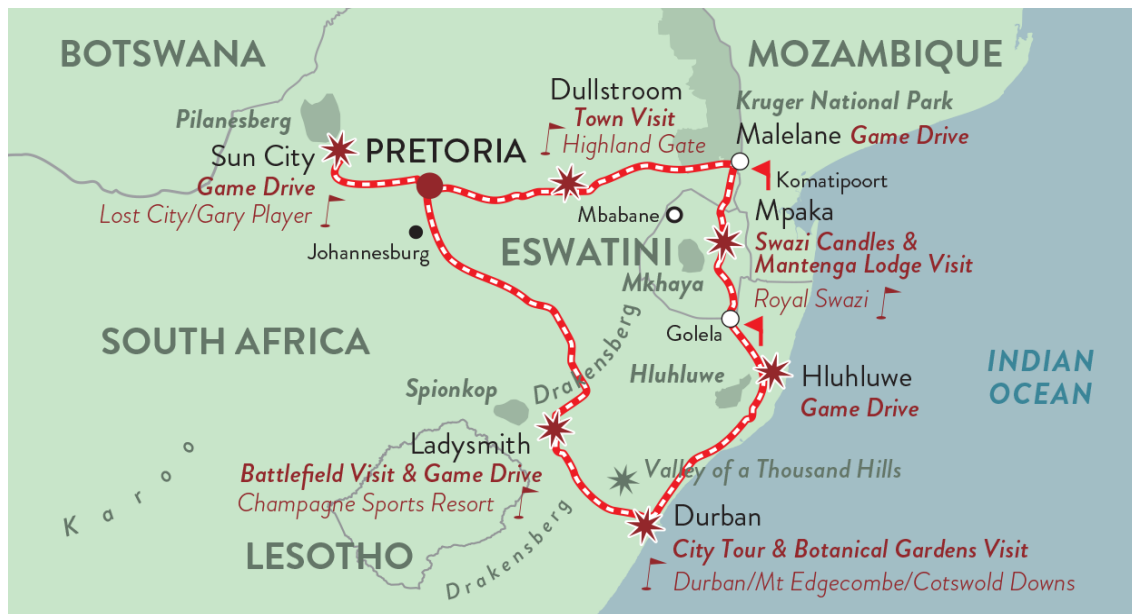 BOTSWANA
MOZAMBIQUE
Dullstroom
Town Visit
Highland Gate
Kruger National Park
Malelane Game Drive
Pilanesberg
Sun City
Game Drive
Lost City/Gary Player
PRETORIA
Komatipoort
Johannesburg
Mbabane
ESWATINI
Mkhaya
Mpaka
Swazi Candles &
Mantenga Lodge Visit
Royal Swazi
SOUTH AFRICA
Drakensberg
Golela
INDIAN
OCEAN
Spionkop
Hluhluwe
Hluhluwe
Game Drive
Ladysmith
Battlefield Visit & Game Drive
Champagne Sports Resort
Karoo
Valley of a Thousand Hills
LESOTHO
Drakensberg
Durban
City Tour & Botanical Gardens Visit
Durban/Mt Edgecombe/Cotswold Downs